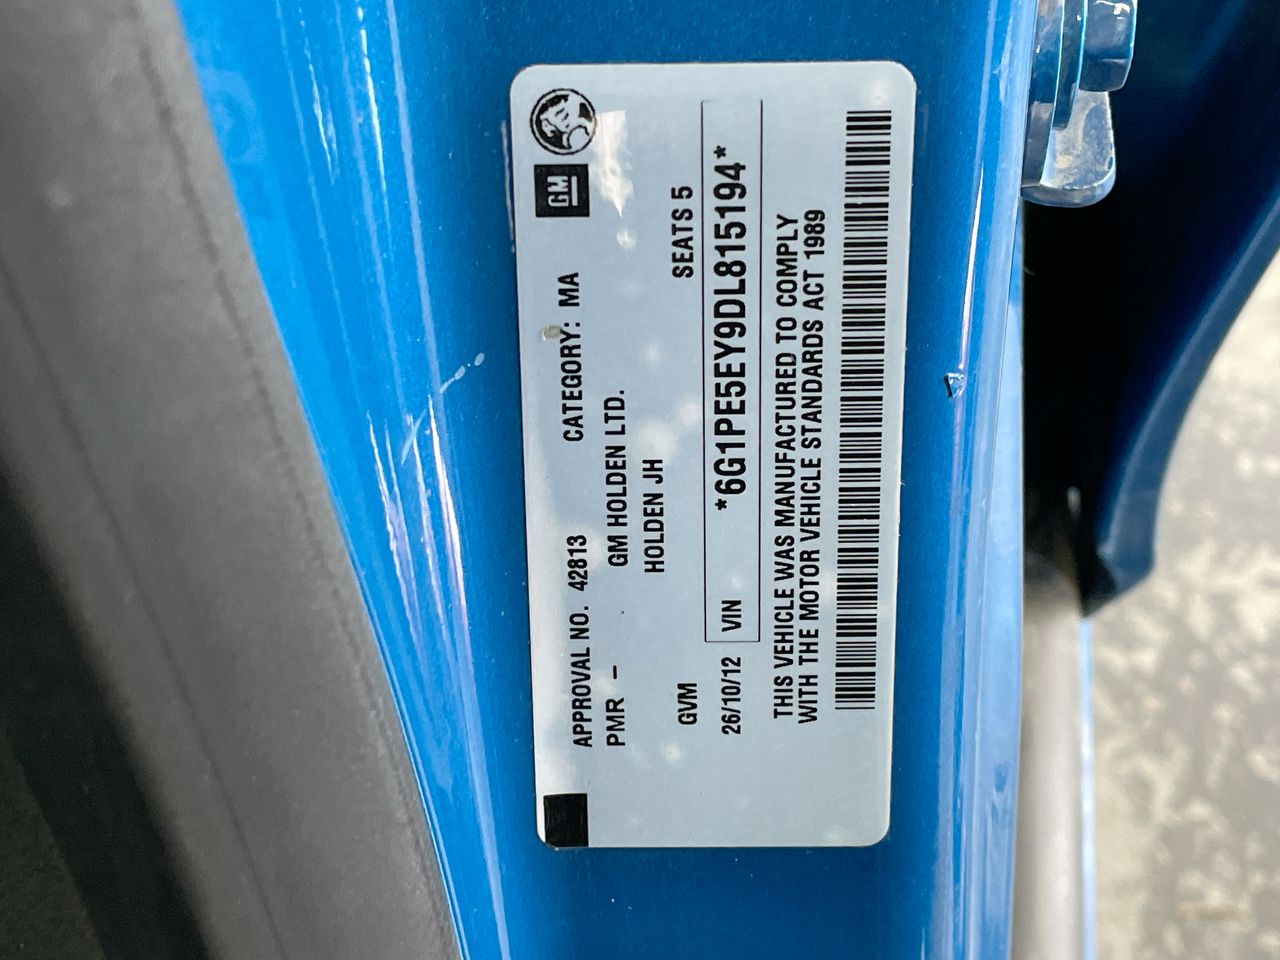 GM
APPROVAL NO. 42813 CATEGORY: MA
PMR - GM HOLDEN LTD.
HOLDEN JH
GVM SEATS 5
26/10/12 VIN *6G1PE5EY9DL815194*
THIS VEHICLE WAS MANUFACTURED TO COMPLY
WITH THE MOTOR VEHICLE STANDARDS ACT 1989